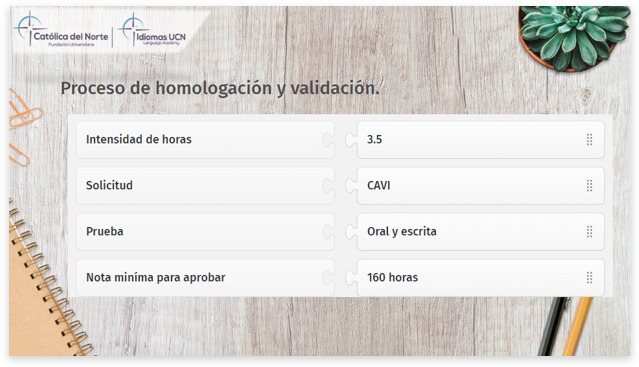 Católica del Norte
Fundación Universitaria
Idiomas UCN
Language Academy
Proceso de homologación y validación.
Intensidad de horas
3.5
Solicitud
CAVI
Prueba
Oral y escrita
Nota miníma para aprobar
160 horas